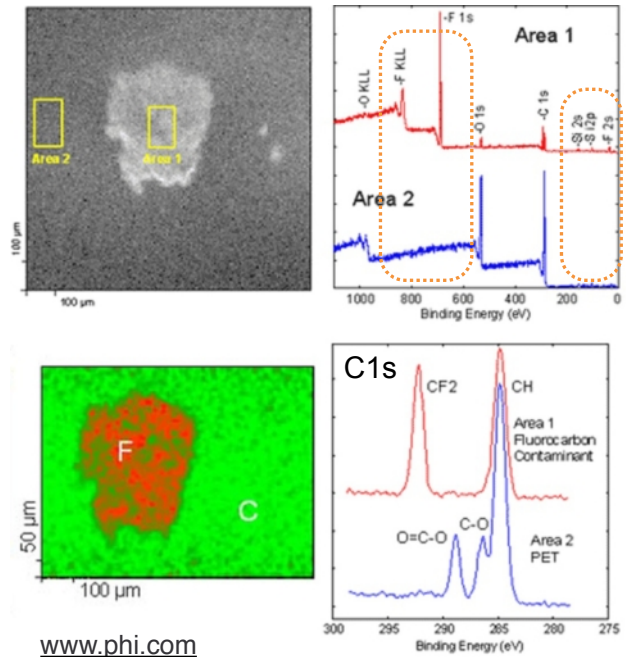 Area 2
Area 1
100 µm
100 µm
-O KLL
-F KLL
-F 1s
-O 1s
-C 1s
-Si 2s
-Si2p
-F 2s
Area 1
Area 2
1000 800 600 400 200 0
Binding Energy (eV)
F
C
50 µm
100 µm
C1s
CF2
CH
Area 1
Fluorocarbon
Contaminant
O=C-O
C-O
Area 2
PET
300 295 290 285 280 275
Binding Energy (eV)
www.phi.com